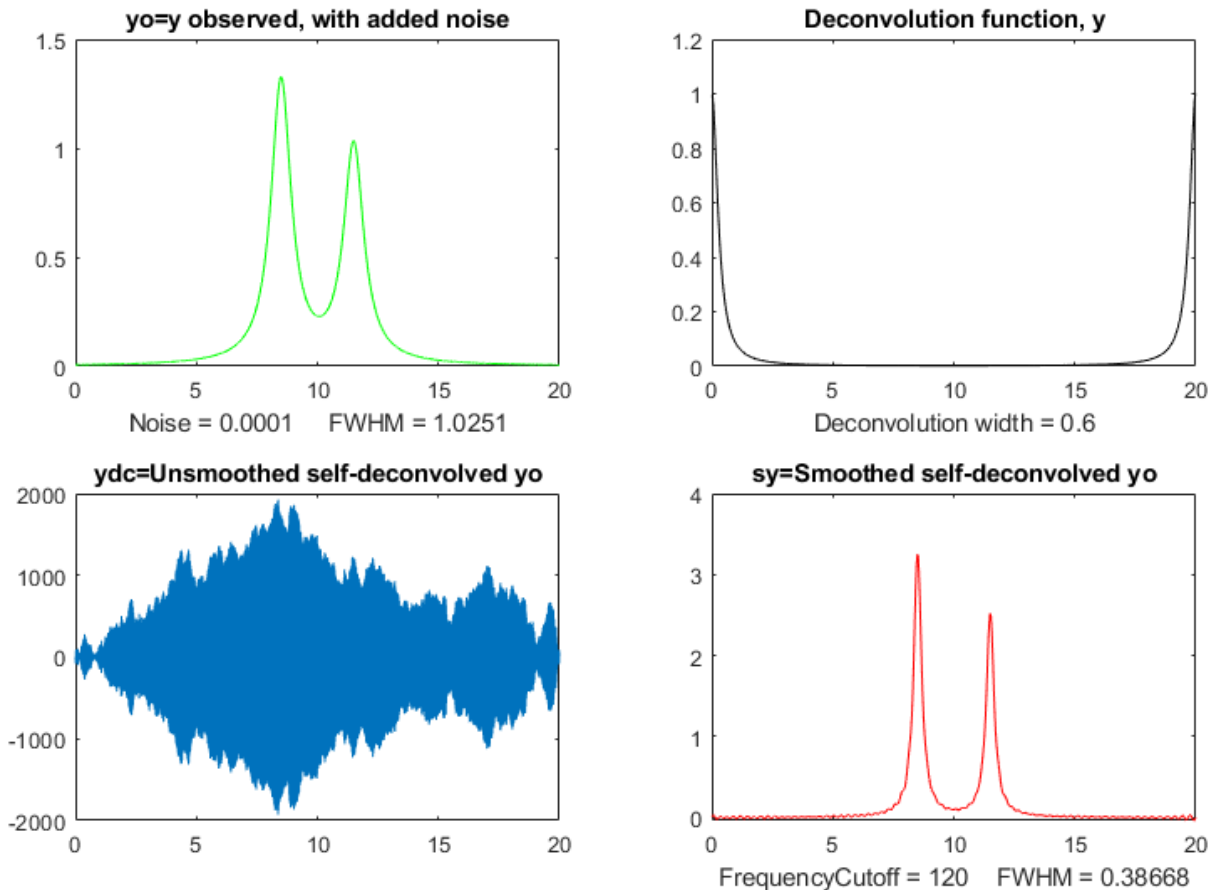 yo=y observed, with added noise
1.5
1
0.5
0
0 5 10 15 20
Noise = 0.0001 FWHM = 1.0251
Deconvolution function, y
1.2
1
0.8
0.6
0.4
0.2
0
0 5 10 15 20
Deconvolution width = 0.6
ydc=Unsmoothed self-deconvolved yo
2000
1000
0
-1000
-2000
0 5 10 15 20
sy=Smoothed self-deconvolved yo
4
3
2
1
0
0 5 10 15 20
FrequencyCutoff = 120 FWHM = 0.38668